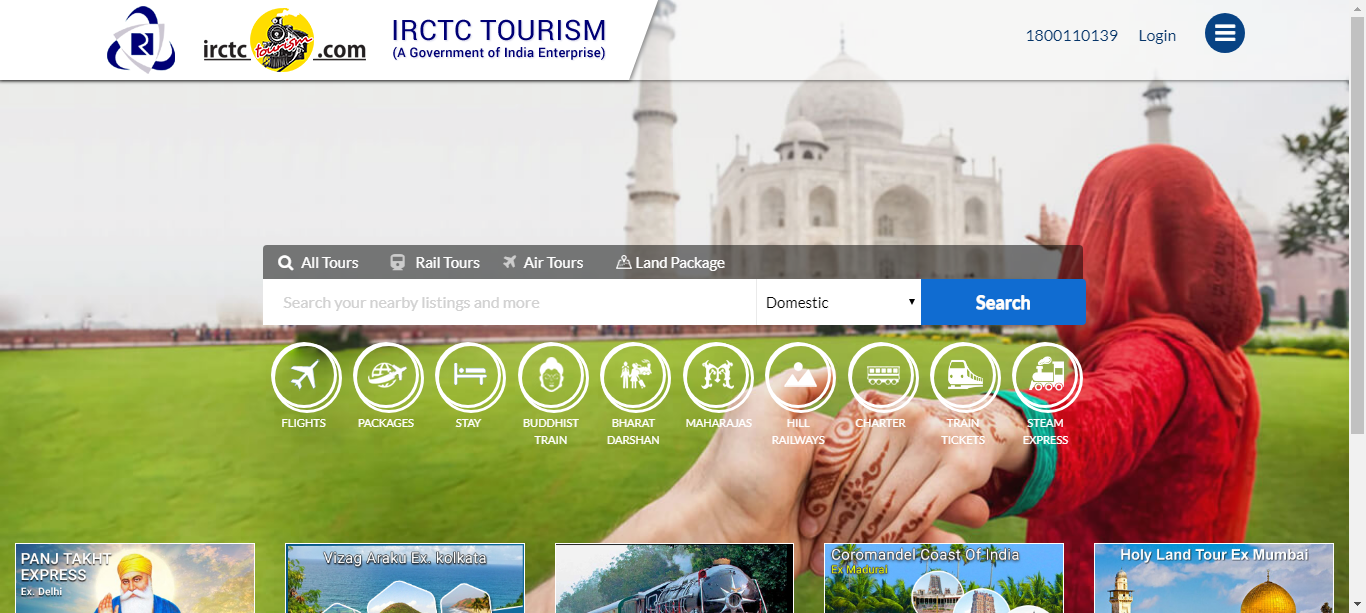 irctc tourism .com
IRCTC TOURISM
(A Government of India Enterprise)
1800110139 Login
All Tours Rail Tours Air Tours Land Package
Search your nearby listings and more
Domestic
Search
FLIGHTS
PACKAGES
STAY
BUDDHIST
TRAIN
BHARAT
DARSHAN
MAHARAJAS
HILL
RAILWAYS
CHARTER
TRAIN
TICKETS
STEAM
EXPRESS
PANJ TAKHT
EXPRESS
Ex. Delhi
Vizag Araku Ex. kolkata
Coromandel Coast Of India
Ex Madurai
Holy Land Tour Ex Mumbai